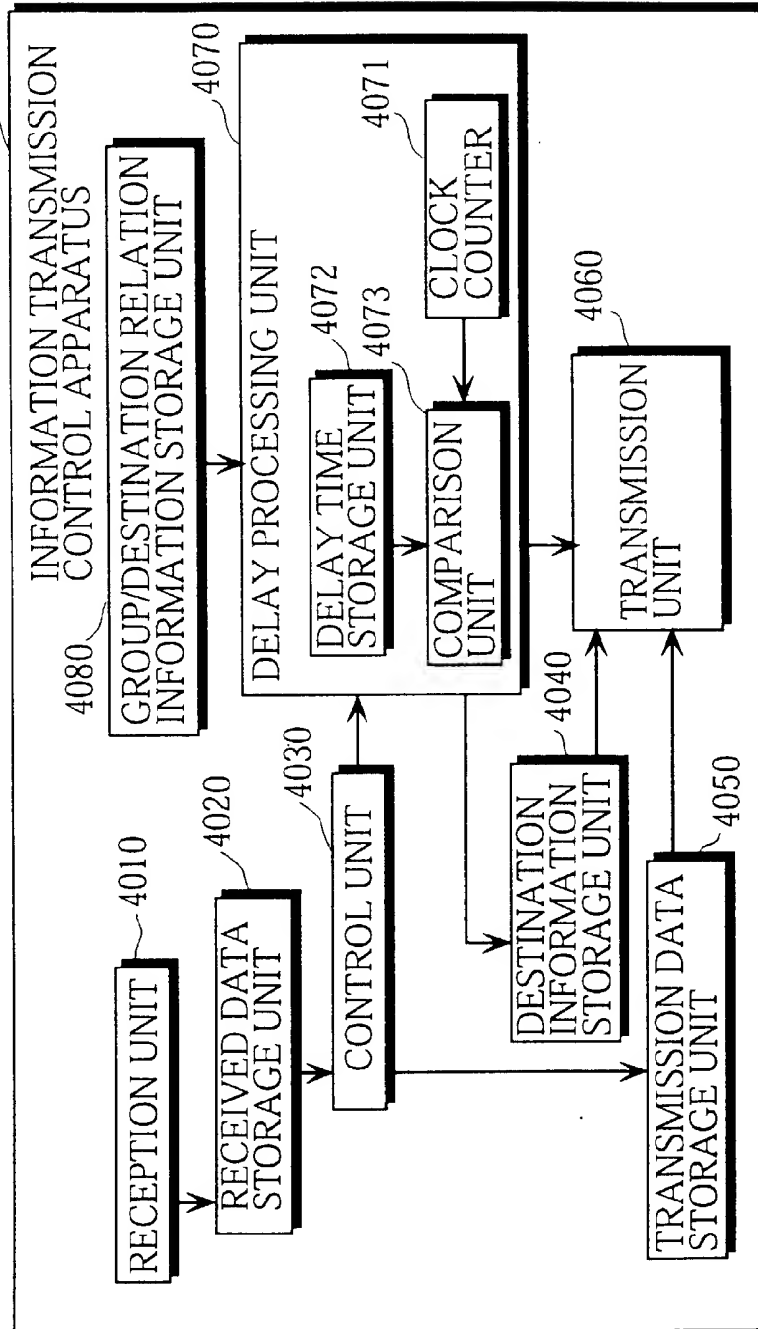 INFORMATION TRANSMISSION
CONTROL APPARATUS
4010
RECEPTION UNIT
4020
RECEIVED DATA
STORAGE UNIT
4030
CONTROL UNIT
4040
DESTINATION
INFORMATION
STORAGE UNIT
4050
TRANSMISSION DATA
STORAGE UNIT
4080
GROUP/DESTINATION RELATION
INFORMATION STORAGE UNIT
4070
DELAY PROCESSING UNIT
4072
DELAY TIME
STORAGE UNIT
4073
COMPARISON
UNIT
4071
CLOCK
COUNTER
4060
TRANSMISSION
UNIT